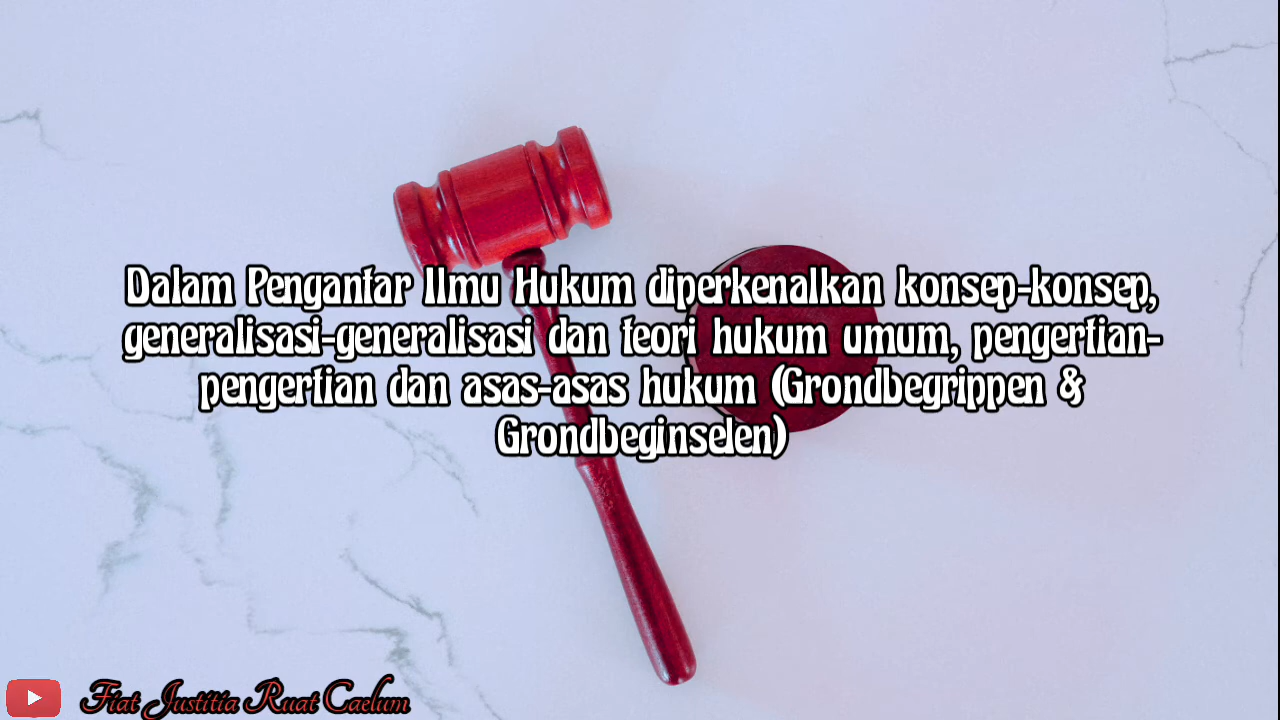 Dalam Pengantar Ilmu Hukum diperkenalkan konsep-konsep,
generalisasi-generalisasi dan teori hukum umum, pengertian-
pengertian dan asas-asas hukum (Grondbegrippen &
Grondbeginselen)
Fiat Justitia Ruat Caelum